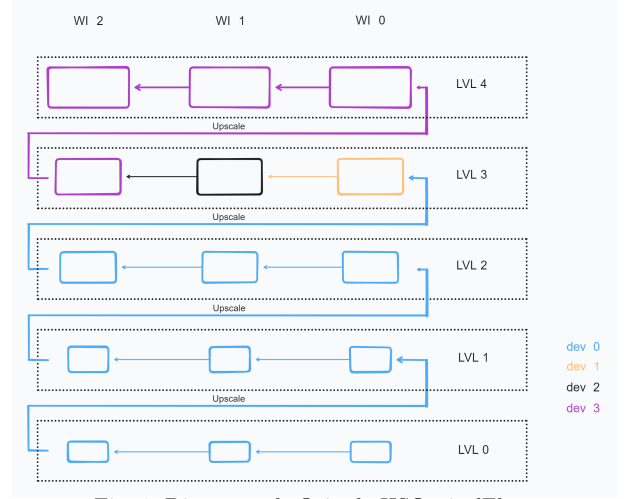 WI 2 WI 1 WI 0
LVL 4
Upscale
LVL 3
Upscale
LVL 2
Upscale
LVL 1
dev 0
dev 1
dev 2
dev 3
Upscale
LVL 0